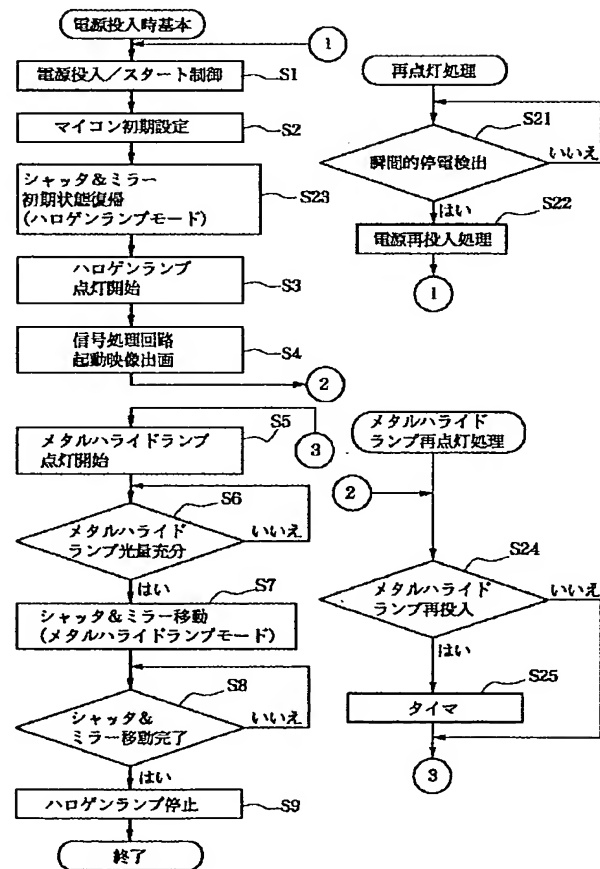 電源投入時基本
1
電源投入／スタート制御
S1
マイコン初期設定
S2
シャッタ&ミラー
初期状態復帰
(ハロゲンランプモード)
S23
ハロゲンランプ
点灯開始
S3
信号処理回路
起動映像出画
S4
2
メタルハライドランプ
点灯開始
S5
3
S6
メタルハライド
ランプ光量充分
いいえ
はい
S7
シャッタ&ミラー移動
(メタルハライドランプモード)
S8
シャッタ&
ミラー移動完了
いいえ
はい
ハロゲンランプ停止
S9
終了
再点灯処理
S21
瞬間的停電検出
いいえ
はい
S22
電源再投入処理
1
メタルハライド
ランプ再点灯処理
2
S24
メタルハライド
ランプ再投入
いいえ
はい
S25
タイマ
3